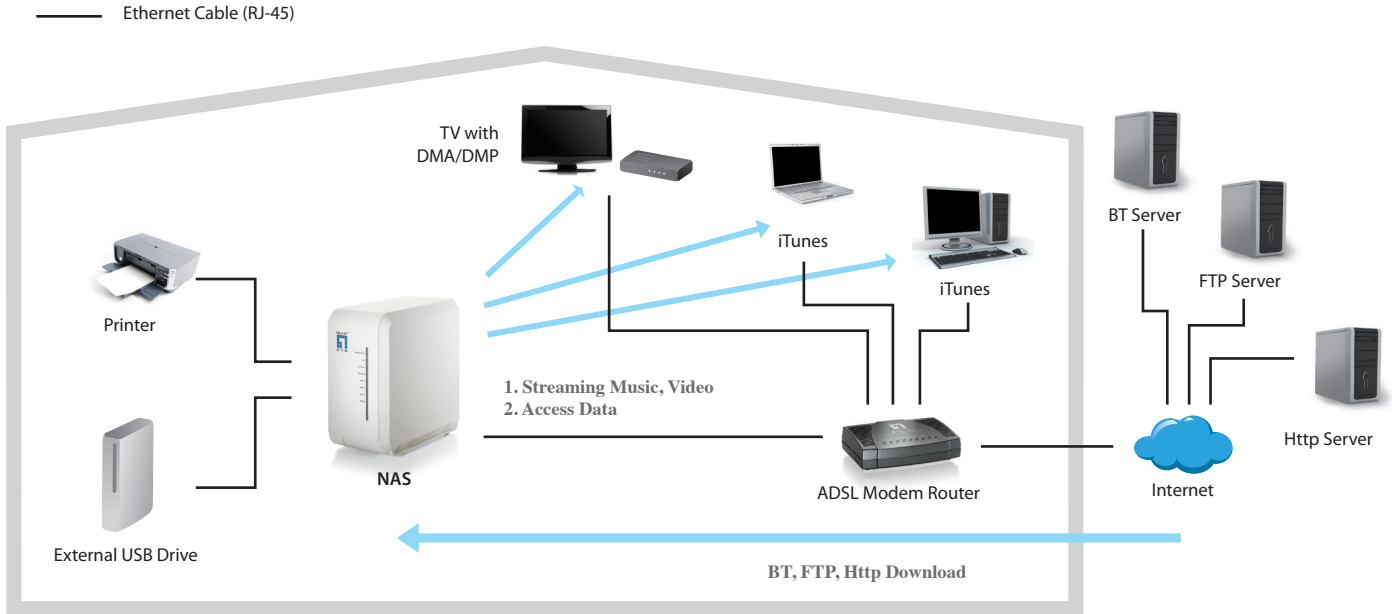 Ethernet Cable (RJ-45)
TV with
DMA/DMP
iTunes
iTunes
BT Server
FTP Server
Http Server
Printer
NAS
1. Streaming Music, Video
2. Access Data
ADSL Modem Router
Internet
External USB Drive
BT, FTP, Http Download